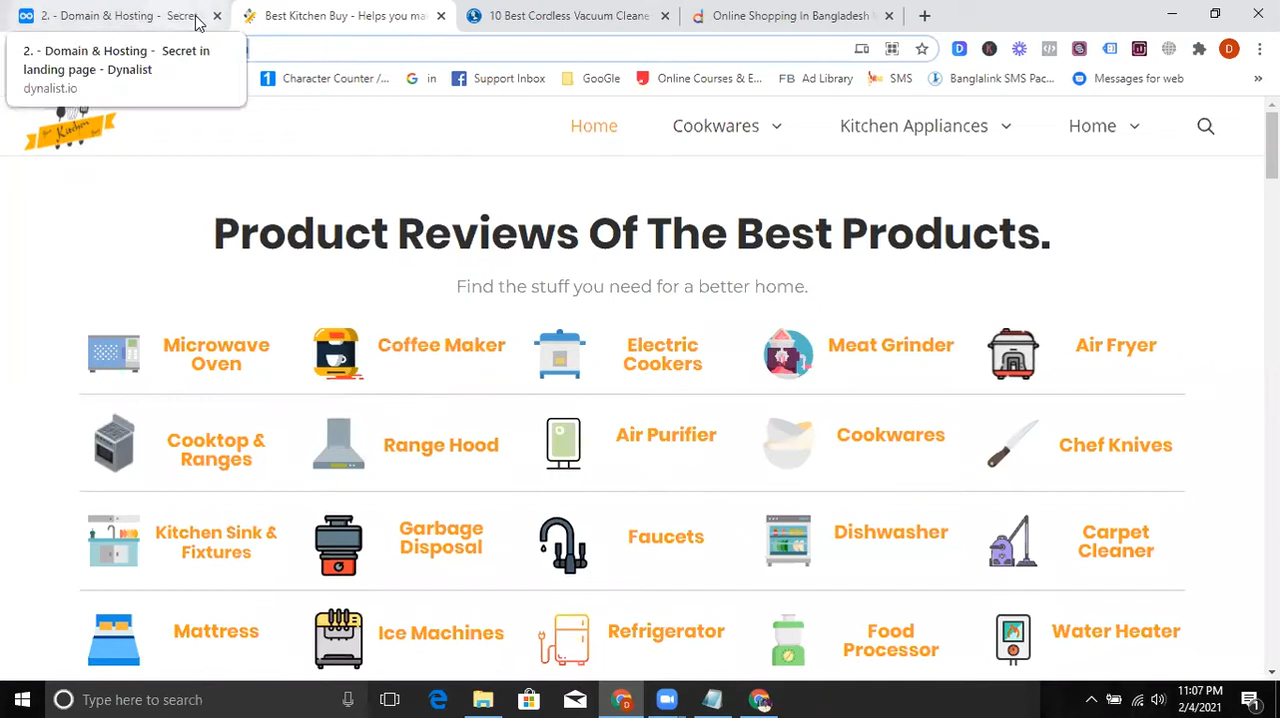 2. - Domain & Hosting - Secret
Best Kitchen Buy - Helps you ma
10 Best Cordless Vacuum Cleane
Online Shopping In Bangladesh
2. - Domain & Hosting - Secret in
landing page - Dynalist
dynalist.io
Character Counter /...
in
Support Inbox
GooGle
Online Courses & E...
FB Ad Library
SMS
Banglalink SMS Pac...
Messages for web
»
D
Kitchen
Home
Cookwares
Kitchen Appliances
Home
Product Reviews Of The Best Products.
Find the stuff you need for a better home.
Microwave
Oven
Coffee Maker
Electric
Cookers
Meat Grinder
Air Fryer
Cooktop &
Ranges
Range Hood
Air Purifier
Cookwares
Chef Knives
Kitchen Sink &
Fixtures
Garbage
Disposal
Faucets
Dishwasher
Carpet
Cleaner
Mattress
Ice Machines
Refrigerator
Food
Processor
Water Heater
Type here to search
11:07 PM
2/4/2021